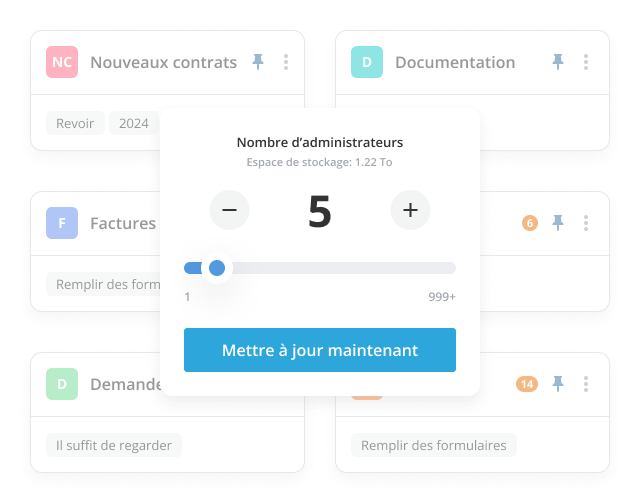 NC Nouveaux contrats
D Documentation
Revoir 2024
Nombre d’administrateurs
Espace de stockage: 1.22 To
− 5 +
F Factures
6
Remplir des form
1 999+
Mettre à jour maintenant
D Demande
14
Il suffit de regarder
Remplir des formulaires